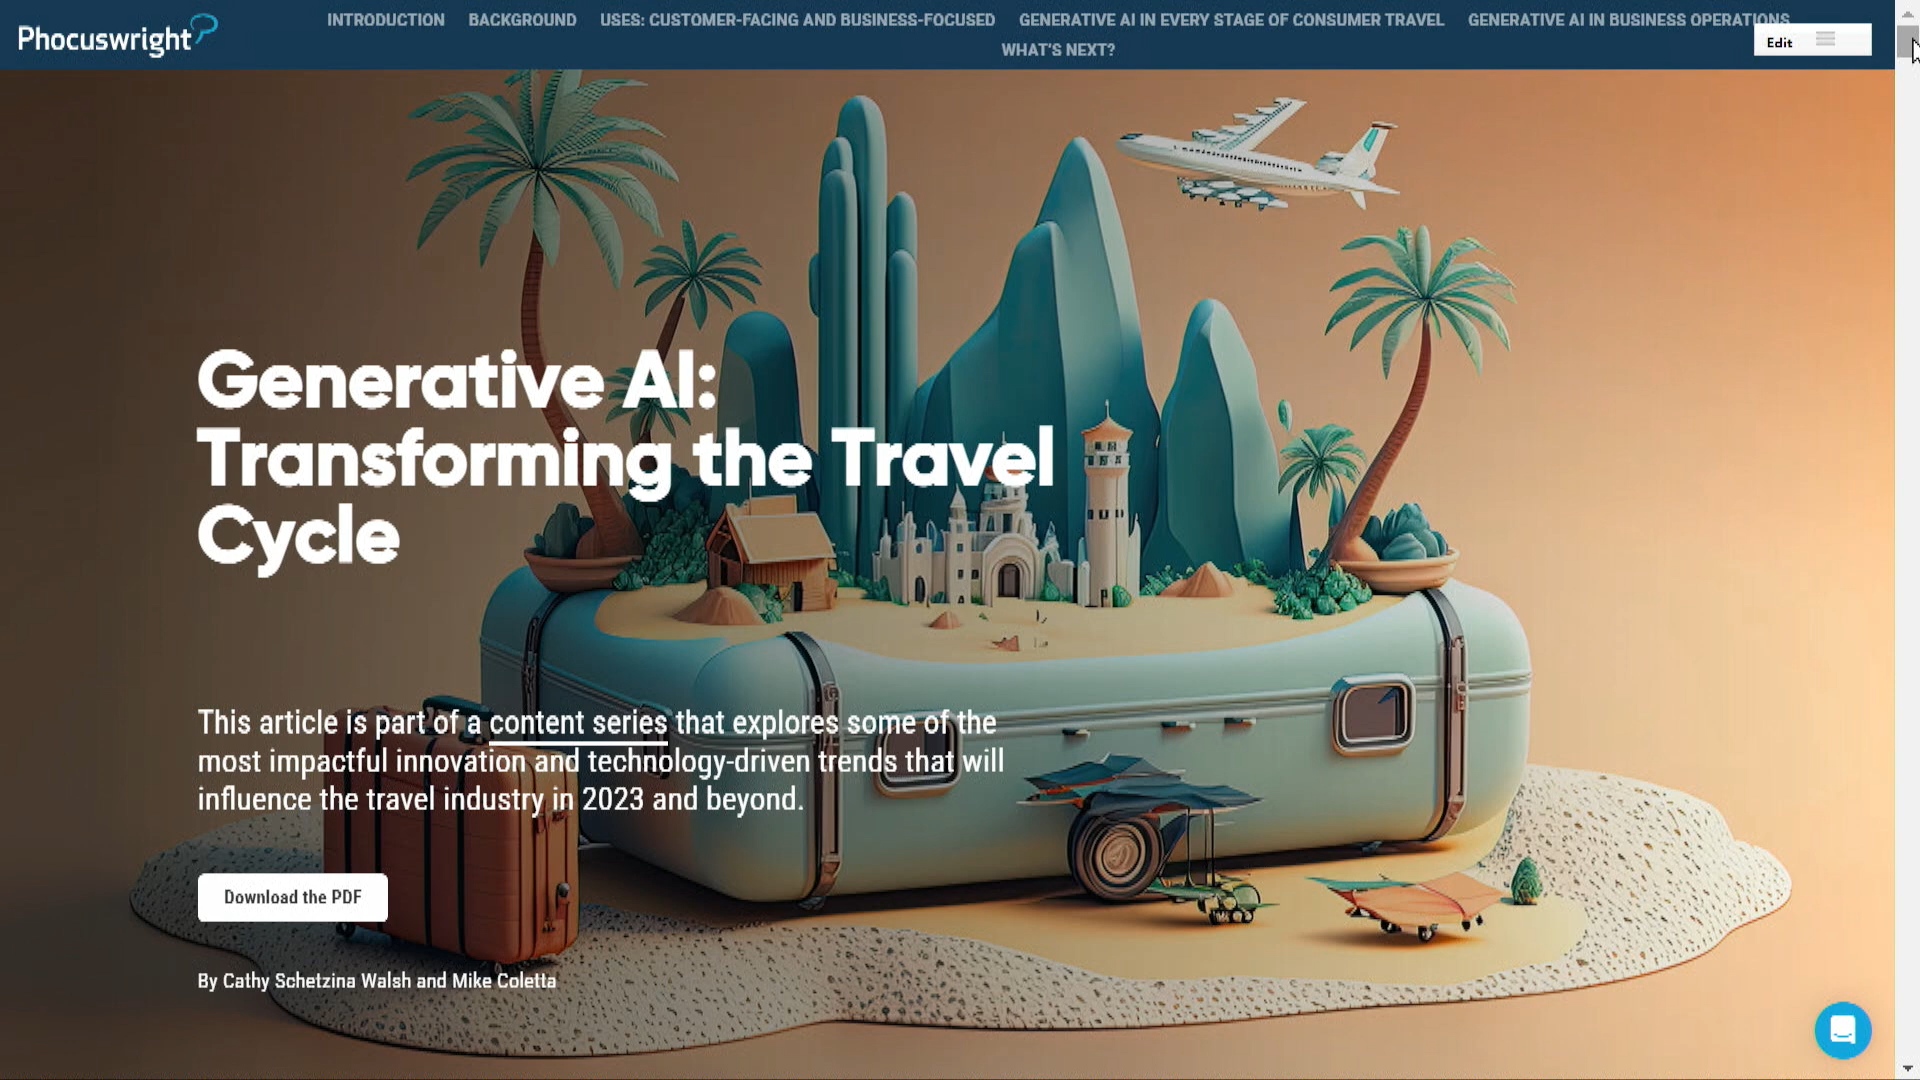 Phocuswright
INTRODUCTION BACKGROUND USES: CUSTOMER-FACING AND BUSINESS-FOCUSED GENERATIVE AI IN EVERY STAGE OF CONSUMER TRAVEL GENERATIVE AI IN BUSINESS OPERATIONS
WHAT'S NEXT?
Edit
Generative AI:
Transforming the Travel
Cycle
This article is part of a content series that explores some of the
most impactful innovation and technology-driven trends that will
influence the travel industry in 2023 and beyond.
Download the PDF
By Cathy Schetzina Walsh and Mike Coletta